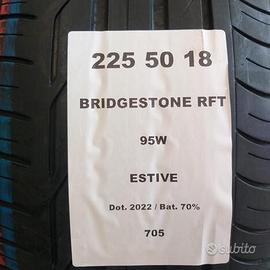 225 50 18
BRIDGESTONE RFT
95W
ESTIVE
Dot. 2022 / Bat. 70%
705
subito